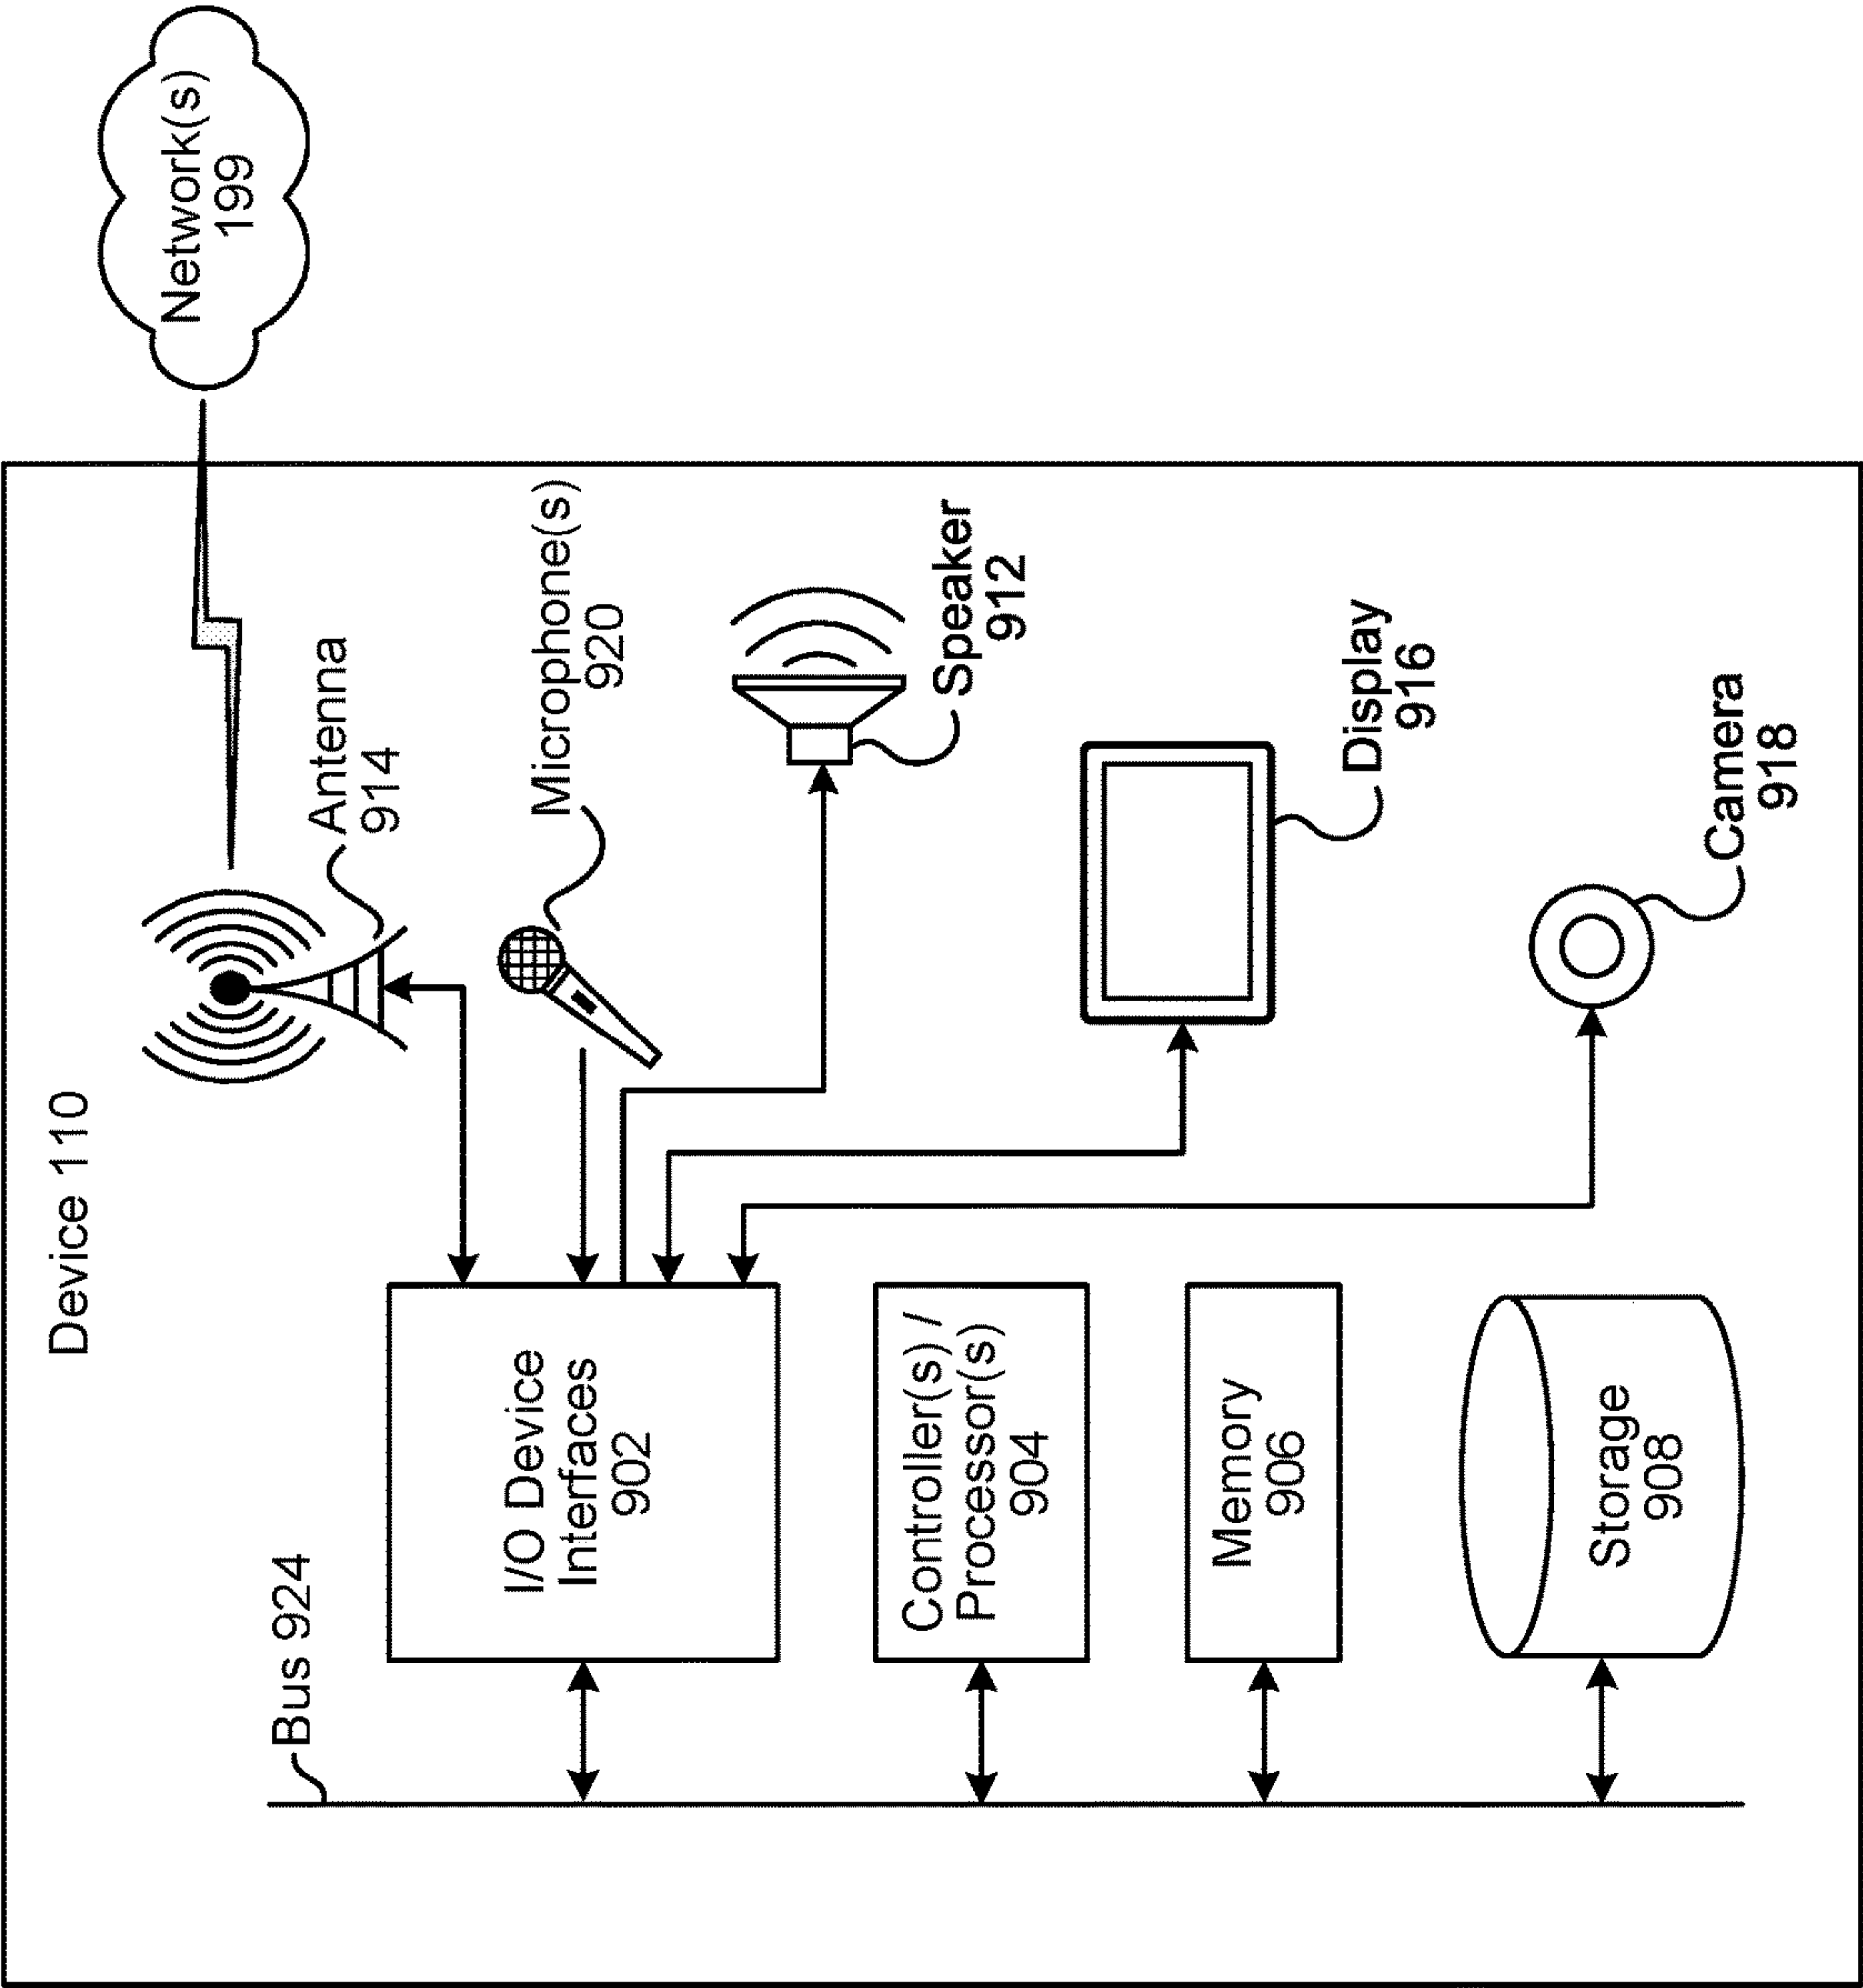 Device 110
Bus 924
I/O Device
Interfaces
902
Controller(s) /
Processor(s)
904
Memory
906
Storage
908
Antenna
914
Microphone(s)
920
Speaker
912
Display
916
Camera
918
Network(s)
199